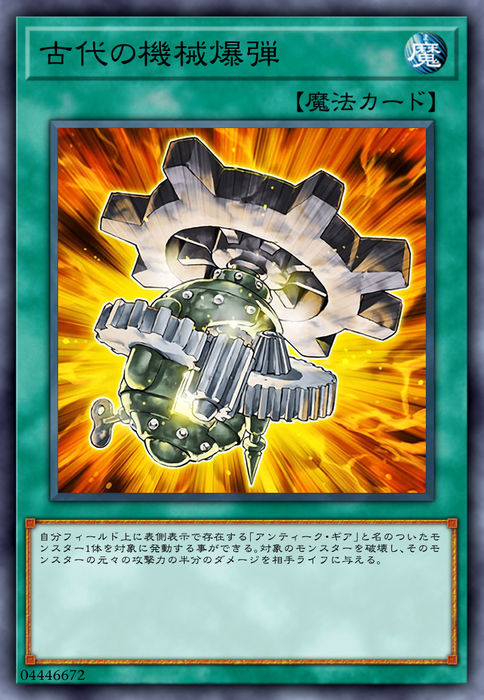 古代の機械爆弾
魔
【魔法カード】
自分フィールド上に表側表示で存在する「アンティーク・ギア」と名のついたモ
ンスター1体を対象に発動する事ができる。対象のモンスターを破壊し、そのモ
ンスターの元々の攻撃力の半分のダメージを相手ライフに与える。
04446672